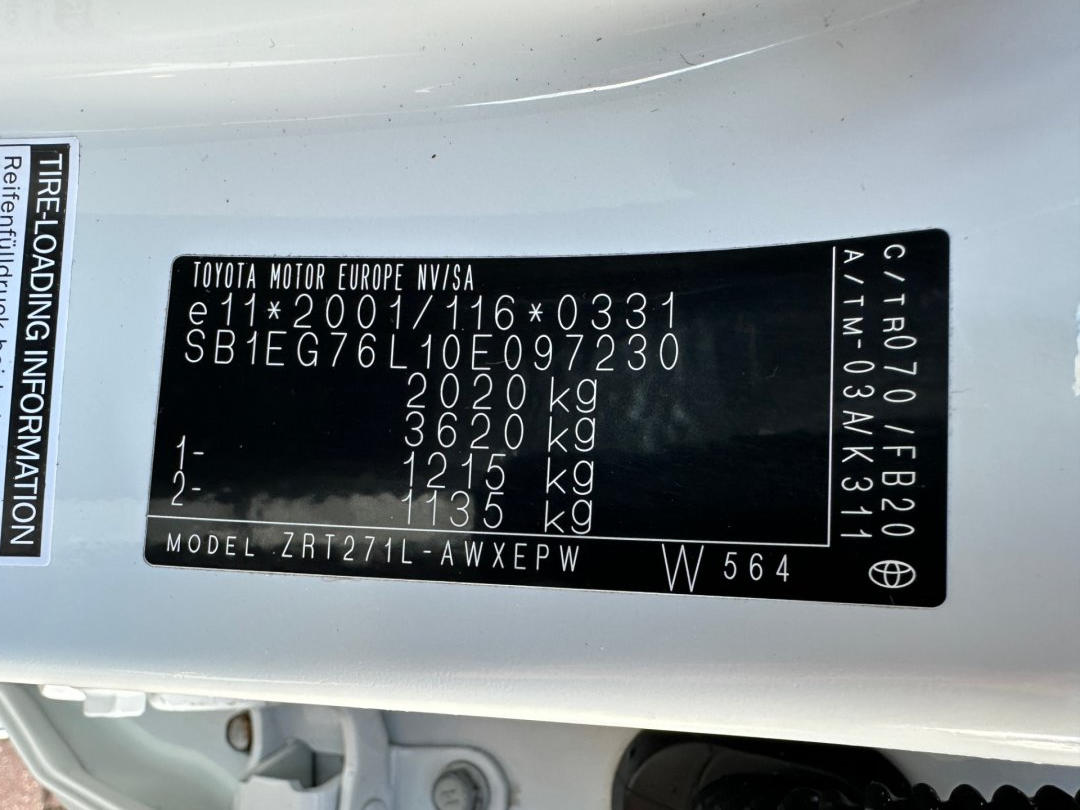 TIRE-LOADING INFORMATION
TOYOTA MOTOR EUROPE NV/SA
e11*2001/116*0331
SB1EG76L10E097230
2020 kg
3620 kg
1- 1215 kg
2- 1135 kg
MODEL ZRT271L-AWXEPW W564
C/TR070/FB20
A/TM-03A/K311